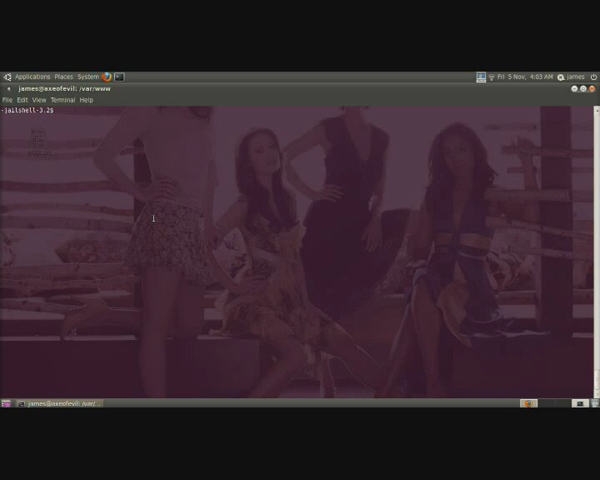 Applications Places System Fri 5 Nov, 4:03 AM james
james@axeofevil: /var/www
File Edit View Terminal Help
-jailshell-3.2$
james@axeofevil: /var/...